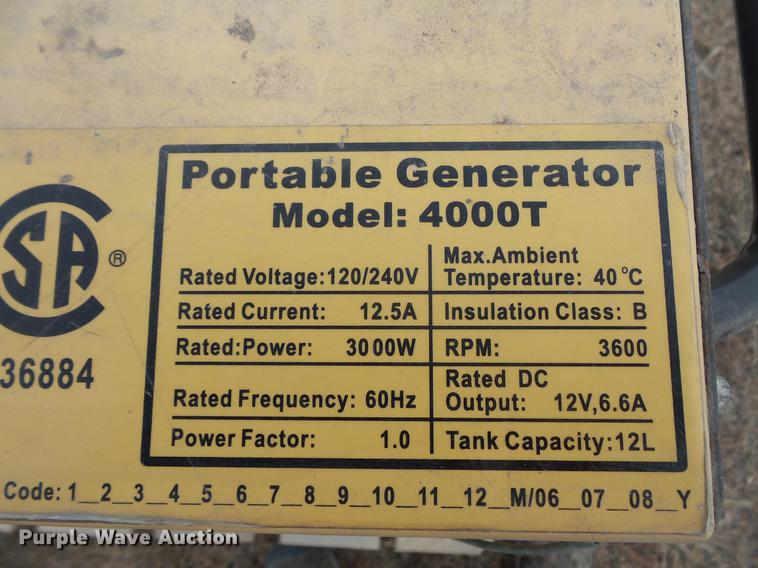 Portable Generator
Model: 4000T
Rated Voltage:120/240V
Max.Ambient
Temperature: 40°C
Rated Current: 12.5A
Insulation Class: B
Rated:Power: 3000W
RPM: 3600
Rated Frequency: 60Hz
Rated DC
Output: 12V,6.6A
Power Factor: 1.0
Tank Capacity:12L
SA ®
36884
Code: 1__2__3__4__5__6__7__8__9__10__11__12__M/06__07__08__Y
Purple Wave Auction